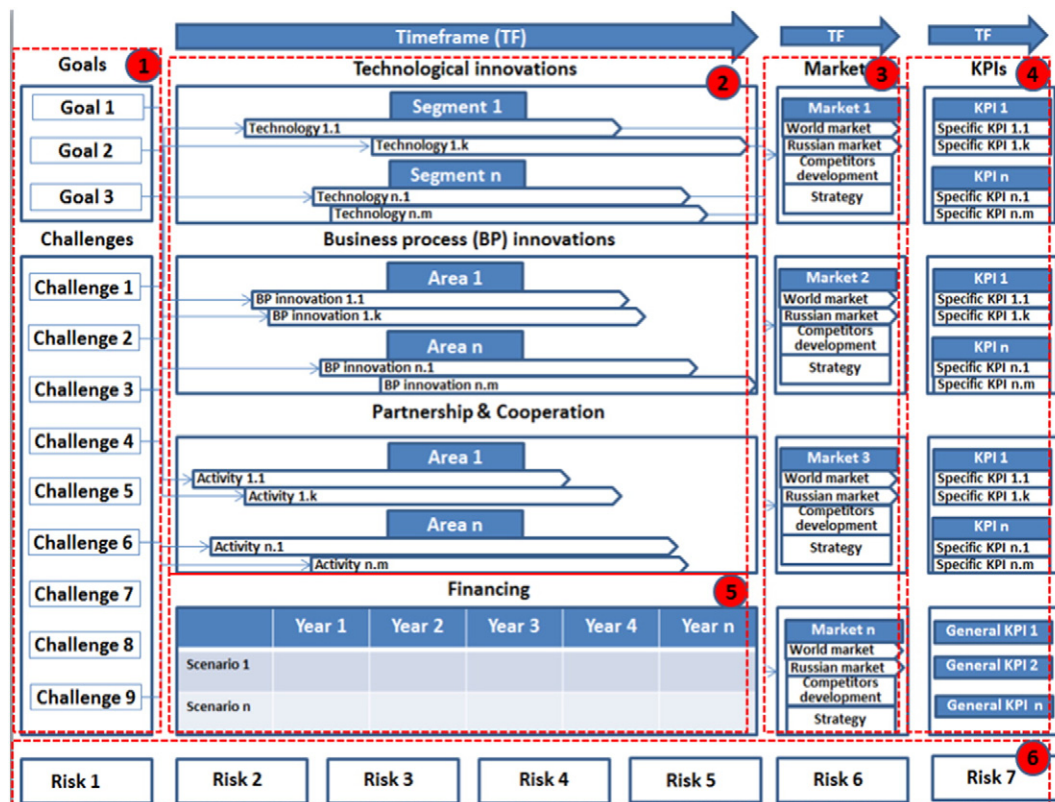 Timeframe (TF)
TF
TF
Goals
1
Goal 1
Goal 2
Goal 3
Challenges
Challenge 1
Challenge 2
Challenge 3
Challenge 4
Challenge 5
Challenge 6
Challenge 7
Challenge 8
Challenge 9
Technological innovations
2
Segment 1
Technology 1.1
Technology 1.k
Segment n
Technology n.1
Technology n.m
Business process (BP) innovations
Area 1
BP innovation 1.1
BP innovation 1.k
Area n
BP innovation n.1
BP innovation n.m
Partnership & Cooperation
Area 1
Activity 1.1
Activity 1.k
Area n
Activity n.1
Activity n.m
Financing
5
Year 1
Year 2
Year 3
Year 4
Year n
Scenario 1
Scenario n
Market
3
Market 1
World market
Russian market
Competitors
development
Strategy
Market 2
World market
Russian market
Competitors
development
Strategy
Market 3
World market
Russian market
Competitors
development
Strategy
Market n
World market
Russian market
Competitors
development
Strategy
KPIs
4
KPI 1
Specific KPI 1.1
Specific KPI 1.k
KPI n
Specific KPI n.1
Specific KPI n.m
KPI 1
Specific KPI 1.1
Specific KPI 1.k
KPI n
Specific KPI n.1
Specific KPI n.m
KPI 1
Specific KPI 1.1
Specific KPI 1.k
KPI n
Specific KPI n.1
Specific KPI n.m
General KPI 1
General KPI 2
General KPI n
6
Risk 1
Risk 2
Risk 3
Risk 4
Risk 5
Risk 6
Risk 7